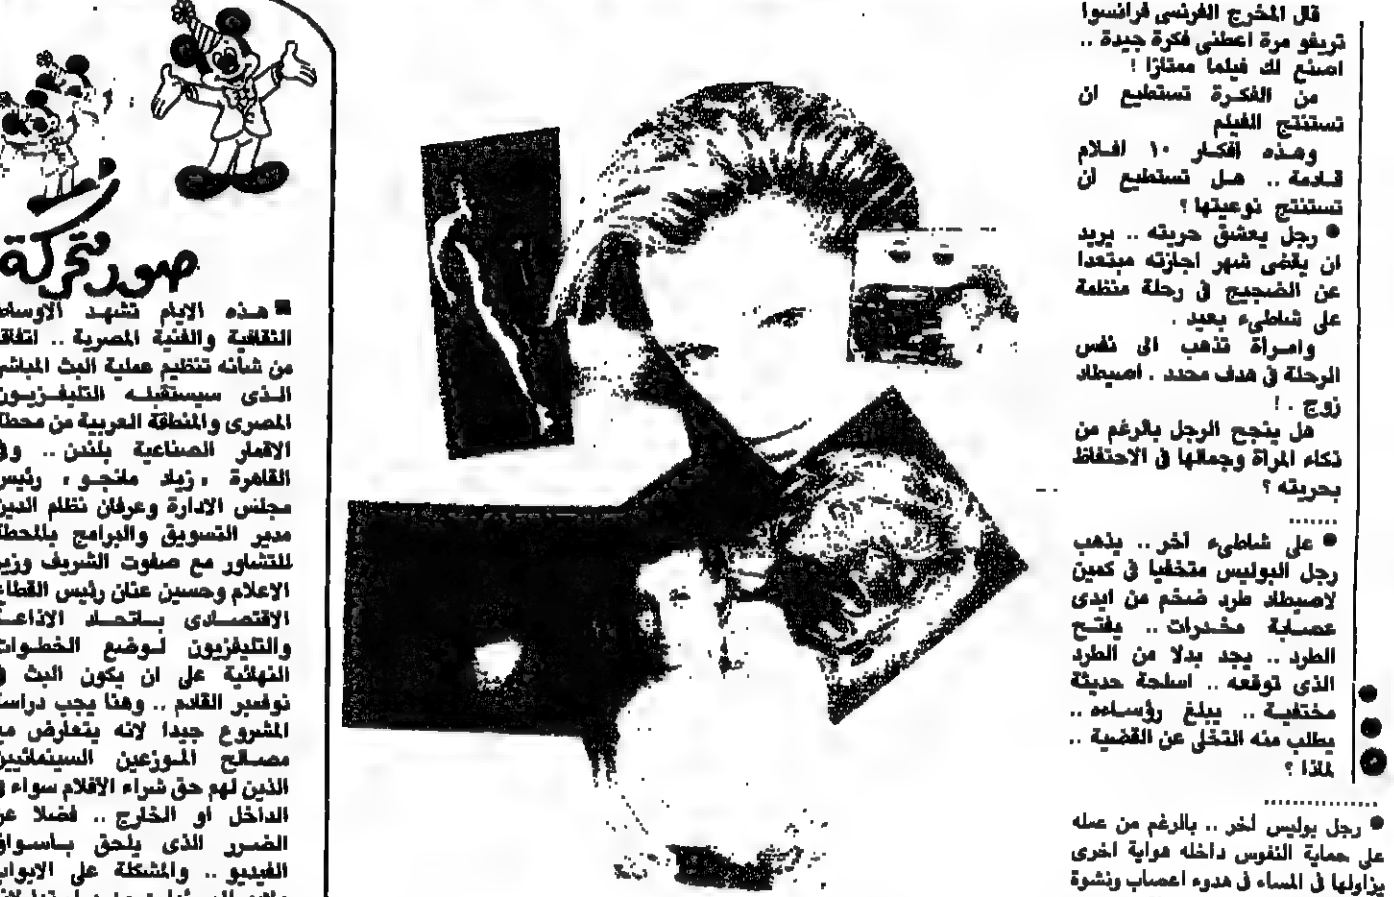 قال المخرج الفرنسى فرانسوا
تريفو مرة اعطنى فكرة جيدة ..
اصنع لك فيلما ممتازا !
من الفكرة تستطيع ان
تستنتج الفيلم
وهذه افكار ١٠ افلام
قادمة .. هل تستطيع ان
تستنتج نوعيتها ؟
● رجل يعشق حريته .. يريد
ان يقضى شهر اجازته مبتعدا
عن الضجيج فى رحلة منظمة
على شاطىء بعيد .
وامرأة تذهب الى نفس
الرحلة فى هدف محدد . اصطياد
زوج . !
هل ينجح الرجل بالرغم من
ذكاء المرأة وجمالها فى الاحتفاظ
بحريته ؟
.......
● على شاطىء آخر .. يذهب
رجل البوليس متخفيا فى كمين
لاصطياد طرد ضخم من ايدى
عصابة مخدرات .. يفتح
الطرد .. يجد بدلا من الطرد
الذى توقعه .. اسلحة حديثة
مختفية .. يبلغ رؤساءه ..
يطلب منه التخلى عن القضية ..
لماذا ؟
................
● رجل بوليس آخر .. بالرغم من عمله
على حماية النفوس داخله هواية اخرى
يزاولها فى المساء فى هدوء اعصاب ونشوة
صور متحركة
■ هذه الايام تشهد الاوساط
الثقافية والفنية المصرية .. اتفاقا
من شأنه تنظيم عملية البث المباشر
الذى سيستقبله التليفزيون
المصرى والمنطقة العربية من محطة
الاقمار الصناعية بلندن .. وفى
القاهرة ، زياد مانجو ، رئيس
مجلس الادارة وعرفان نظام الدين
مدير التسويق والبرامج بالمحطة
للتشاور مع صفوت الشريف وزير
الاعلام وحسين عنان رئيس القطاع
الاقتصادى باتحاد الاذاعة
والتليفزيون لوضع الخطوات
النهائية على ان يكون البث فى
نوفمبر القادم .. وهنا يجب دراسة
المشروع جيدا لانه يتعارض مع
مصالح الموزعين السينمائيين
الذين لهم حق شراء الافلام سواء فى
الداخل او الخارج .. فضلا عن
الضرر الذى يلحق باسواق
الفيديو .. والمشكلة على الابواب